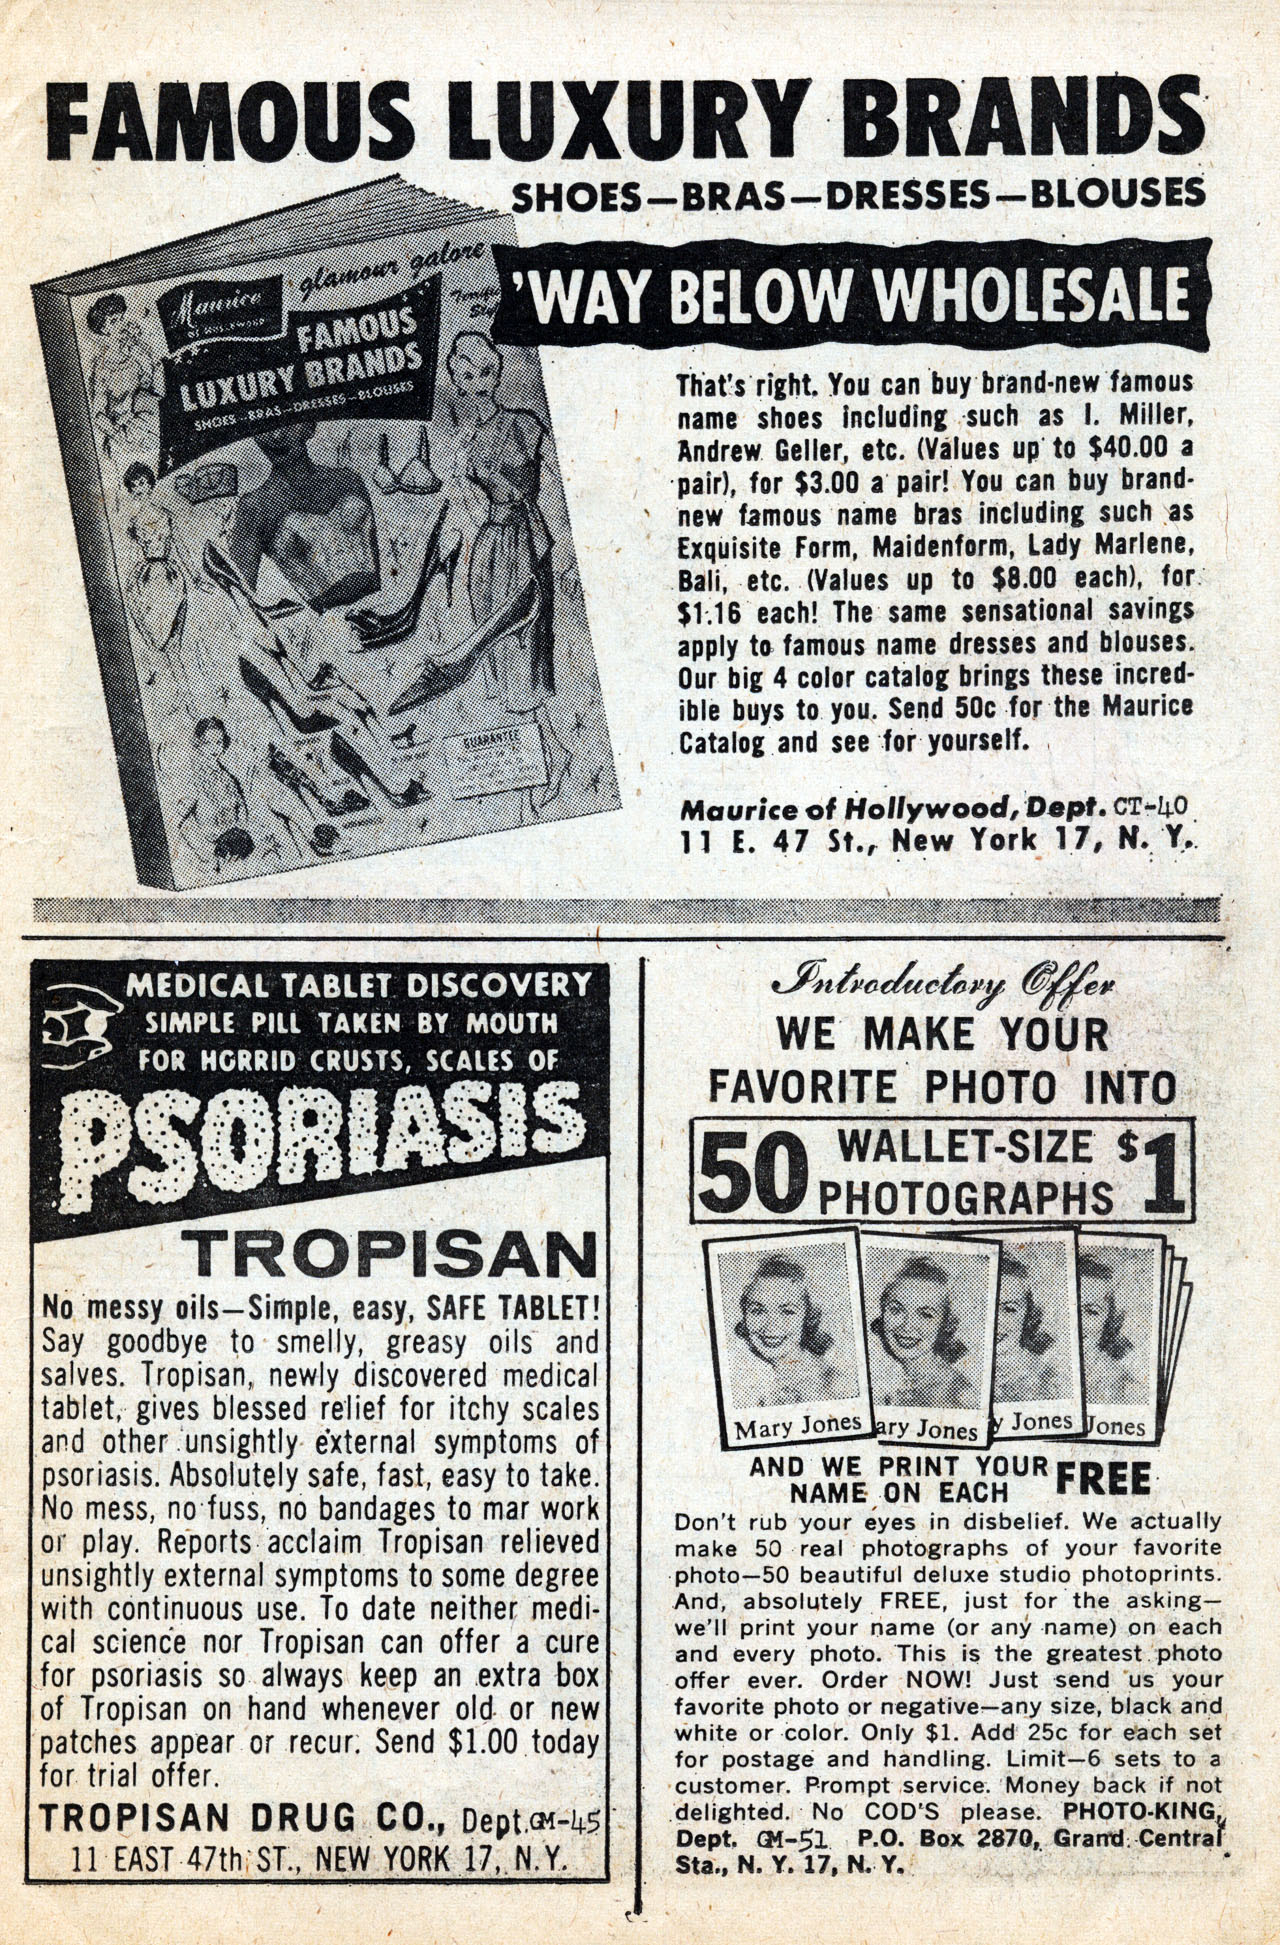 FAMOUS LUXURY BRANDS
SHOES—BRAS—DRESSES—BLOUSES
'WAY BELOW WHOLESALE
glamour galore
Maurice
OF HOLLYWOOD
FAMOUS
LUXURY BRANDS
SHOES—BRAS—DRESSES—BLOUSES
GUARANTEE
That's right. You can buy brand-new famous
name shoes including such as I. Miller,
Andrew Geller, etc. (Values up to $40.00 a
pair), for $3.00 a pair! You can buy brand-
new famous name bras including such as
Exquisite Form, Maidenform, Lady Marlene,
Bali, etc. (Values up to $8.00 each), for
$1.16 each! The same sensational savings
apply to famous name dresses and blouses.
Our big 4 color catalog brings these incred-
ible buys to you. Send 50c for the Maurice
Catalog and see for yourself.
Maurice of Hollywood, Dept. CT-40
11 E. 47 St., New York 17, N. Y.
MEDICAL TABLET DISCOVERY
SIMPLE PILL TAKEN BY MOUTH
FOR HORRID CRUSTS, SCALES OF
PSORIASIS
TROPISAN
No messy oils—Simple, easy, SAFE TABLET!
Say goodbye to smelly, greasy oils and
salves. Tropisan, newly discovered medical
tablet, gives blessed relief for itchy scales
and other unsightly external symptoms of
psoriasis. Absolutely safe, fast, easy to take.
No mess, no fuss, no bandages to mar work
or play. Reports acclaim Tropisan relieved
unsightly external symptoms to some degree
with continuous use. To date neither medi-
cal science nor Tropisan can offer a cure
for psoriasis so always keep an extra box
of Tropisan on hand whenever old or new
patches appear or recur. Send $1.00 today
for trial offer.
TROPISAN DRUG CO., Dept. GM-45
11 EAST 47th ST., NEW YORK 17, N.Y.
Introductory Offer
WE MAKE YOUR
FAVORITE PHOTO INTO
50 WALLET-SIZE PHOTOGRAPHS $1
Mary Jones
ary Jones
y Jones
Jones
AND WE PRINT YOUR
NAME ON EACH FREE
Don't rub your eyes in disbelief. We actually
make 50 real photographs of your favorite
photo—50 beautiful deluxe studio photoprints.
And, absolutely FREE, just for the asking—
we'll print your name (or any name) on each
and every photo. This is the greatest photo
offer ever. Order NOW! Just send us your
favorite photo or negative—any size, black and
white or color. Only $1. Add 25c for each set
for postage and handling. Limit—6 sets to a
customer. Prompt service. Money back if not
delighted. No COD'S please. PHOTO-KING,
Dept. GM-51 P.O. Box 2870, Grand Central
Sta., N. Y. 17, N. Y.